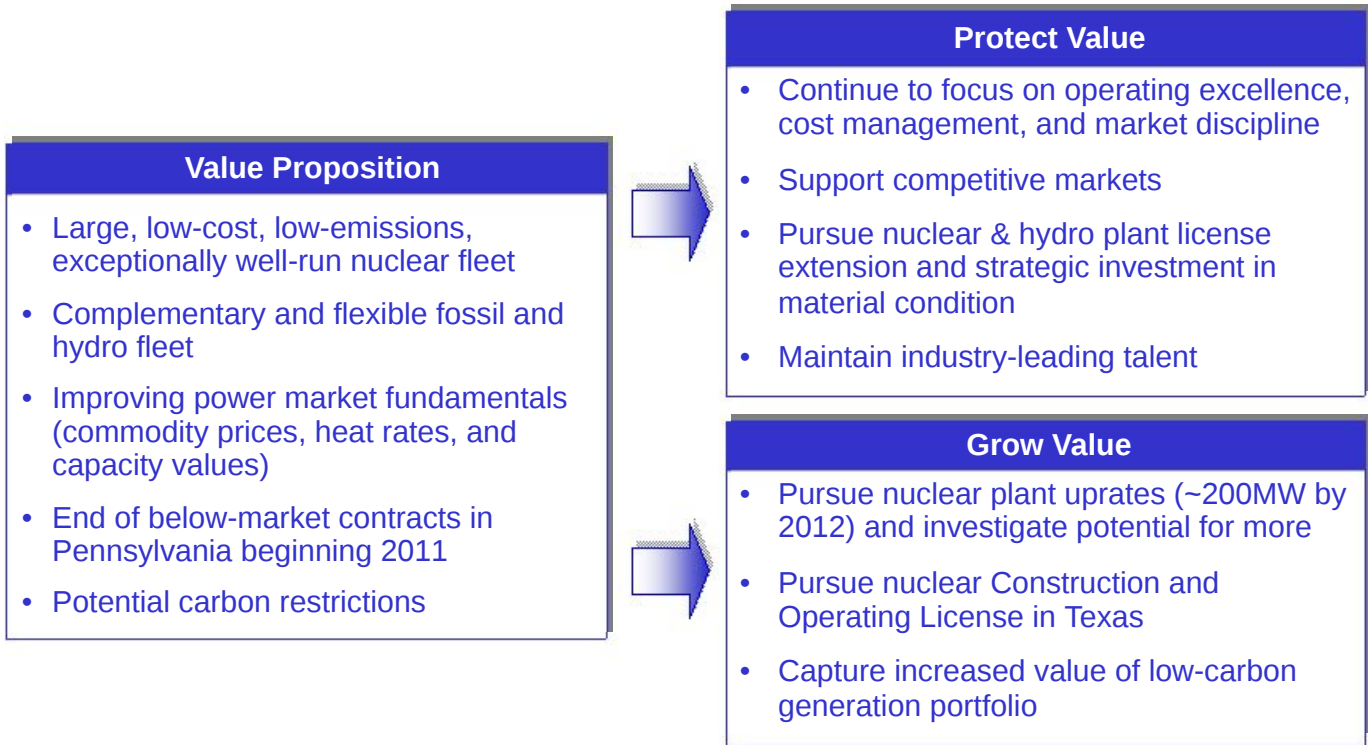 Value Proposition
• Large, low-cost, low-emissions,
exceptionally well-run nuclear fleet
• Complementary and flexible fossil and
hydro fleet
• Improving power market fundamentals
(commodity prices, heat rates, and
capacity values)
• End of below-market contracts in
Pennsylvania beginning 2011
• Potential carbon restrictions
Protect Value
• Continue to focus on operating excellence,
cost management, and market discipline
• Support competitive markets
• Pursue nuclear & hydro plant license
extension and strategic investment in
material condition
• Maintain industry-leading talent
Grow Value
• Pursue nuclear plant uprates (~200MW by
2012) and investigate potential for more
• Pursue nuclear Construction and
Operating License in Texas
• Capture increased value of low-carbon
generation portfolio